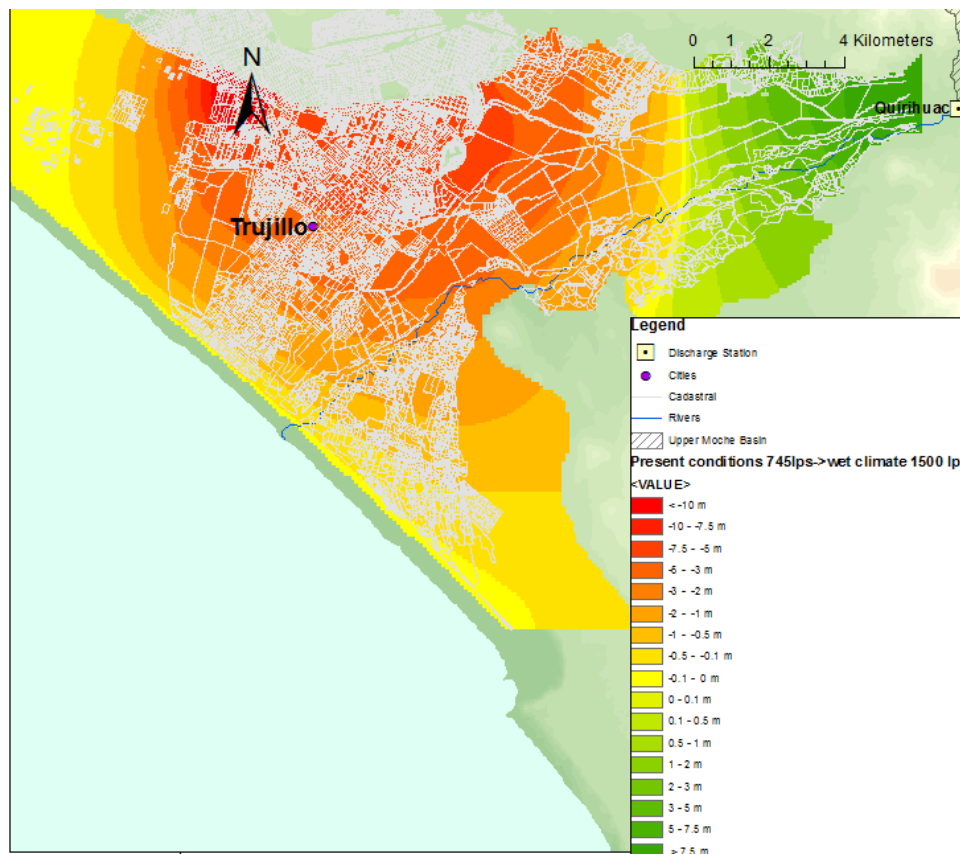 0 1 2 4 Kilometers
N
Quirihuac
Trujillo
Legend
Discharge Station
Cities
Cadastral
Rivers
Upper Moche Basin
Present conditions 745lps->wet climate 1500 lp
<VALUE>
< -10 m
-10 - -7.5 m
-7.5 - -5 m
-5 - -3 m
-3 - -2 m
-2 - -1 m
-1 - -0.5 m
-0.5 - -0.1 m
-0.1 - 0 m
0 - 0.1 m
0.1 - 0.5 m
0.5 - 1 m
1 - 2 m
2 - 3 m
3 - 5 m
5 - 7.5 m
> 7.5 m